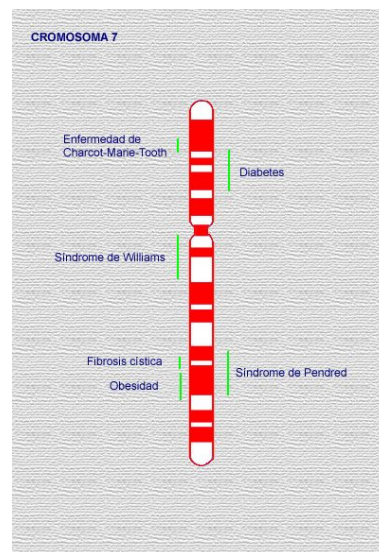 CROMOSOMA 7
Enfermedad de
Charcot-Marie-Tooth
Diabetes
Síndrome de Williams
Fibrosis cística
Síndrome de Pendred
Obesidad